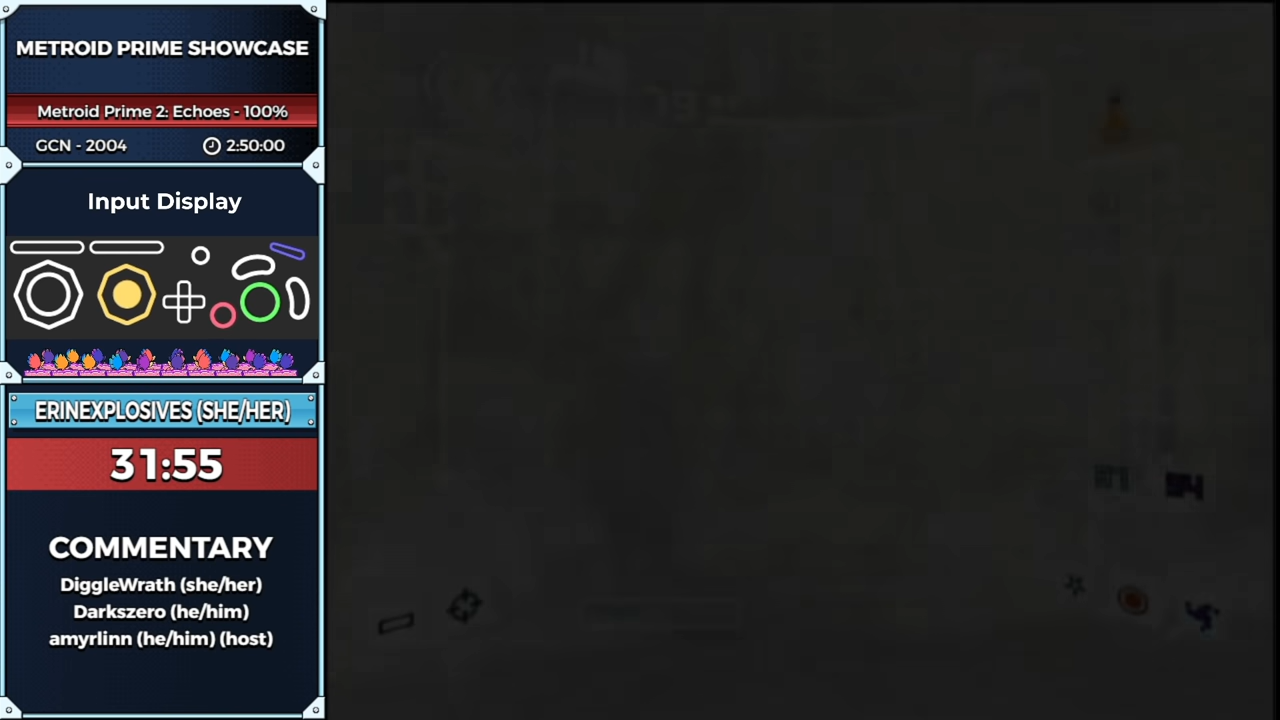 METROID PRIME SHOWCASE
Metroid Prime 2: Echoes - 100%
GCN - 2004
2:50:00
Input Display
ERINEXPLOSIVES (SHE/HER)
31:55
COMMENTARY
DiggleWrath (she/her)
Darkszero (he/him)
amyrlinn (he/him) (host)